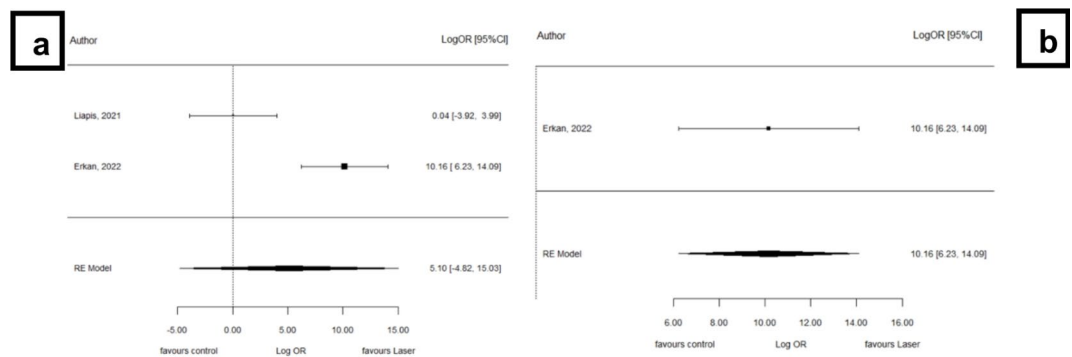 a
Author LogOR [95%CI]
Liapis, 2021 0.04 [-3.92, 3.99]
Erkan, 2022 10.16 [ 6.23, 14.09]
RE Model 5.10 [-4.82, 15.03]
-5.00 0.00 5.00 10.00 15.00
favours control Log OR favours Laser
b
Author LogOR [95%CI]
Erkan, 2022 10.16 [6.23, 14.09]
RE Model 10.16 [6.23, 14.09]
6.00 8.00 10.00 12.00 14.00 16.00
favours control Log OR favours Laser